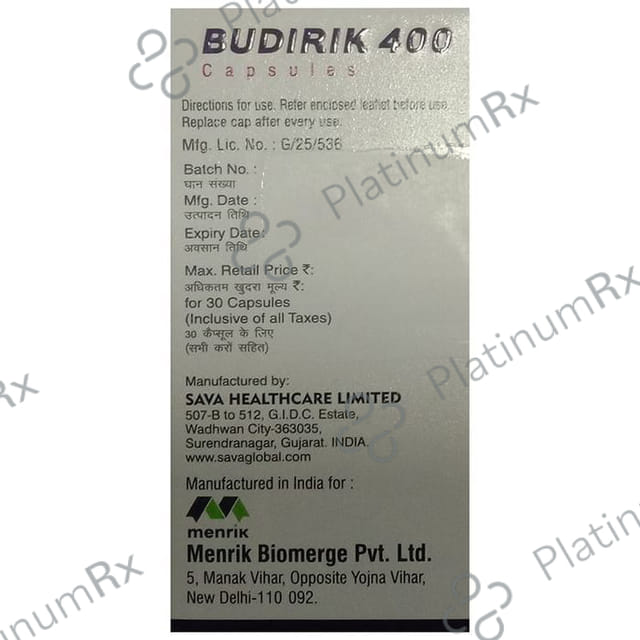 BUDIRIK 400
Capsules
Directions for use. Refer enclosed leaflet before use.
Replace cap after every use.
Mfg. Lic. No. : G/25/536
Batch No. :
घान संख्या
Mfg. Date :
उत्पादन तिथि
Expiry Date:
अवसान तिथि
Max. Retail Price ₹:
अधिकतम खुदरा मूल्य ₹:
for 30 Capsules
(Inclusive of all Taxes)
30 कैप्सूल के लिए
(सभी करों सहित)
Manufactured by:
SAVA HEALTHCARE LIMITED
507-B to 512, G.I.D.C. Estate,
Wadhwan City-363035,
Surendranagar, Gujarat. INDIA.
www.savaglobal.com
Manufactured in India for :
menrik
Menrik Biomerge Pvt. Ltd.
5, Manak Vihar, Opposite Yojna Vihar,
New Delhi-110 092.
PlatinumRx
PlatinumRx
PlatinumRx
PlatinumRx
Rx